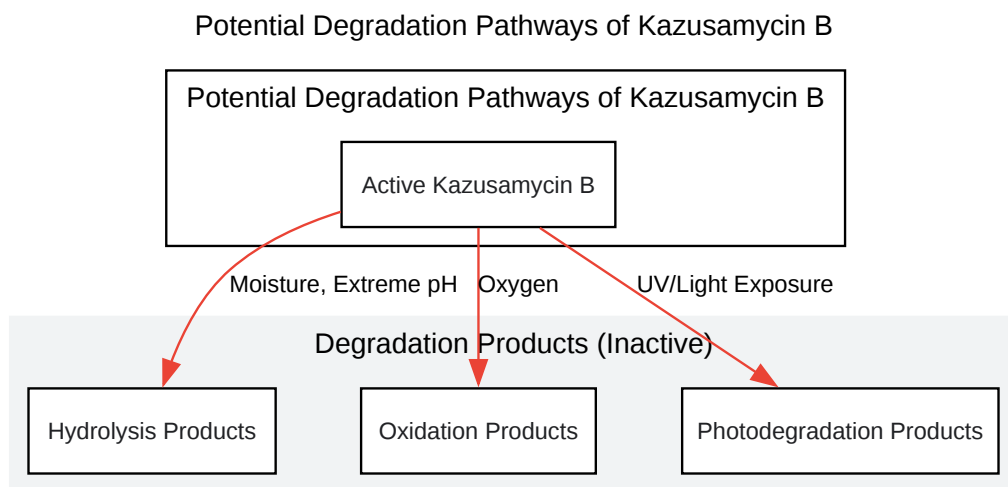 Potential Degradation Pathways of Kazusamycin B
Potential Degradation Pathways of Kazusamycin B
Active Kazusamycin B
Moisture, Extreme pH
Oxygen
UV/Light Exposure
Degradation Products (Inactive)
Hydrolysis Products
Oxidation Products
Photodegradation Products